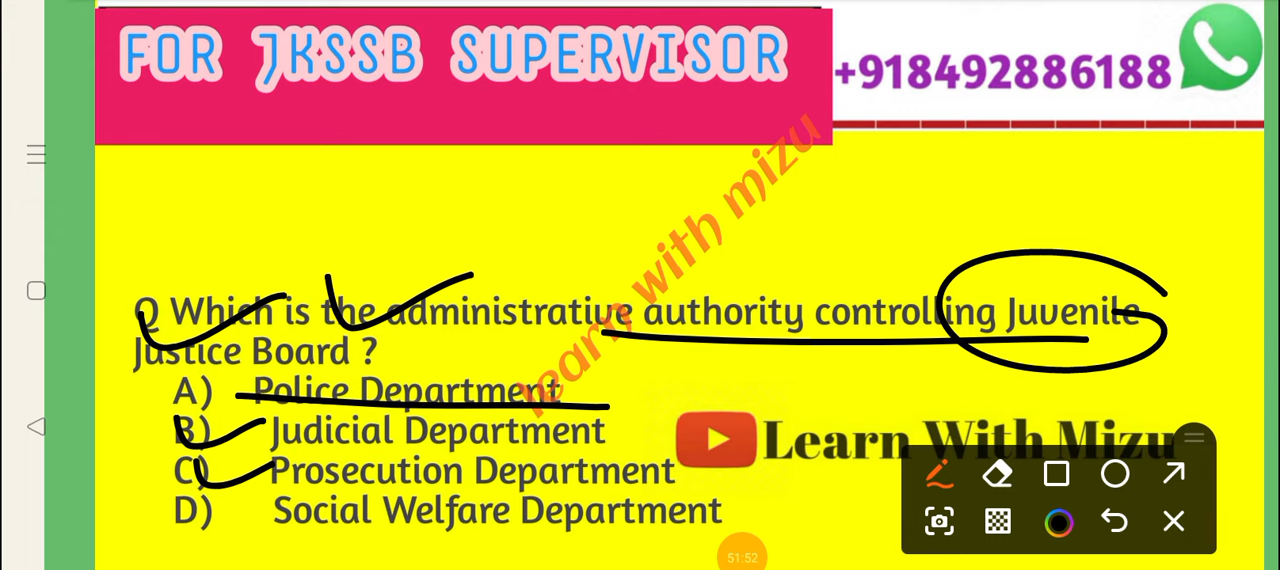 FOR JKSSB SUPERVISOR
+918492886188
learn with mizu
Q Which is the administrative authority controlling Juvenile
Justice Board ?
A) Police Department
B) Judicial Department
Learn With Mizu
C) Prosecution Department
D) Social Welfare Department
51:52